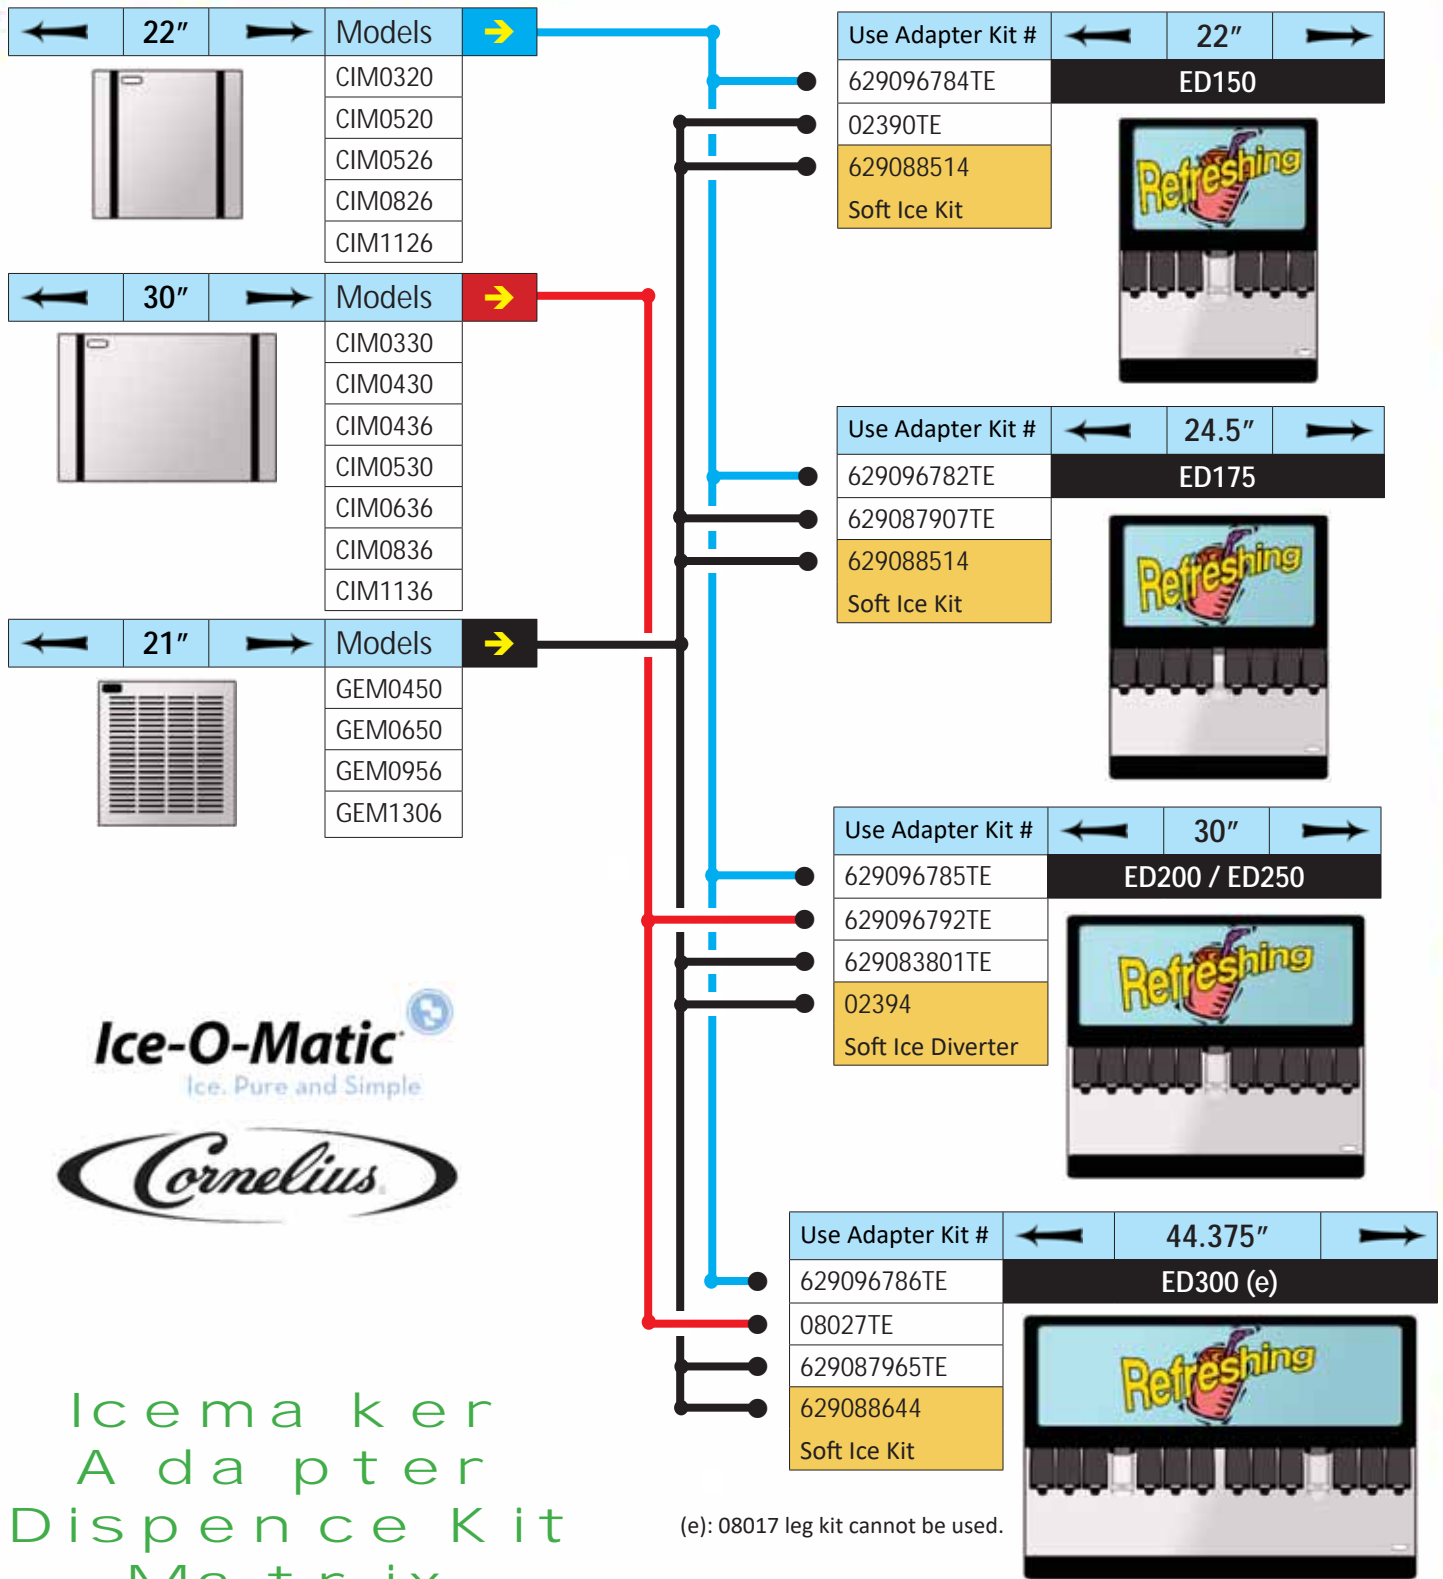 22″ Models
CIM0320
CIM0520
CIM0526
CIM0826
CIM1126
30″ Models
CIM0330
CIM0430
CIM0436
CIM0530
CIM0636
CIM0836
CIM1136
21″ Models
GEM0450
GEM0650
GEM0956
GEM1306
Ice-O-Matic
Ice. Pure and Simple
Cornelius
Icemaker
Adapter
Dispence Kit
Matrix
Use Adapter Kit # 22″
629096784TE ED150
02390TE
629088514
Soft Ice Kit
Refreshing
Use Adapter Kit # 24.5″
629096782TE ED175
629087907TE
629088514
Soft Ice Kit
Refreshing
Use Adapter Kit # 30″
629096785TE ED200 / ED250
629096792TE
629083801TE
02394
Soft Ice Diverter
Refreshing
Use Adapter Kit # 44.375″
629096786TE ED300 (e)
08027TE
629087965TE
629088644
Soft Ice Kit
Refreshing
(e): 08017 leg kit cannot be used.